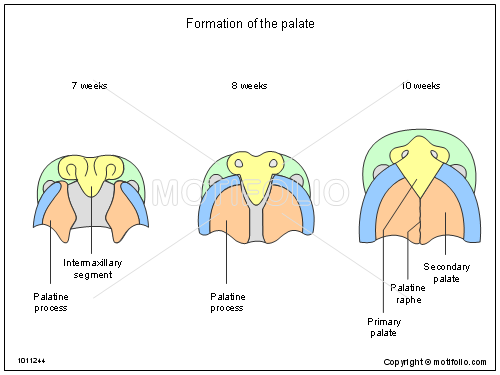 Formation of the palate
7 weeks
8 weeks
10 weeks
MOTIFOLIO
Intermaxillary
segment
Palatine
process
Palatine
process
Secondary
palate
Palatine
raphe
Primary
palate
1011244
Copyright © motifolio.com